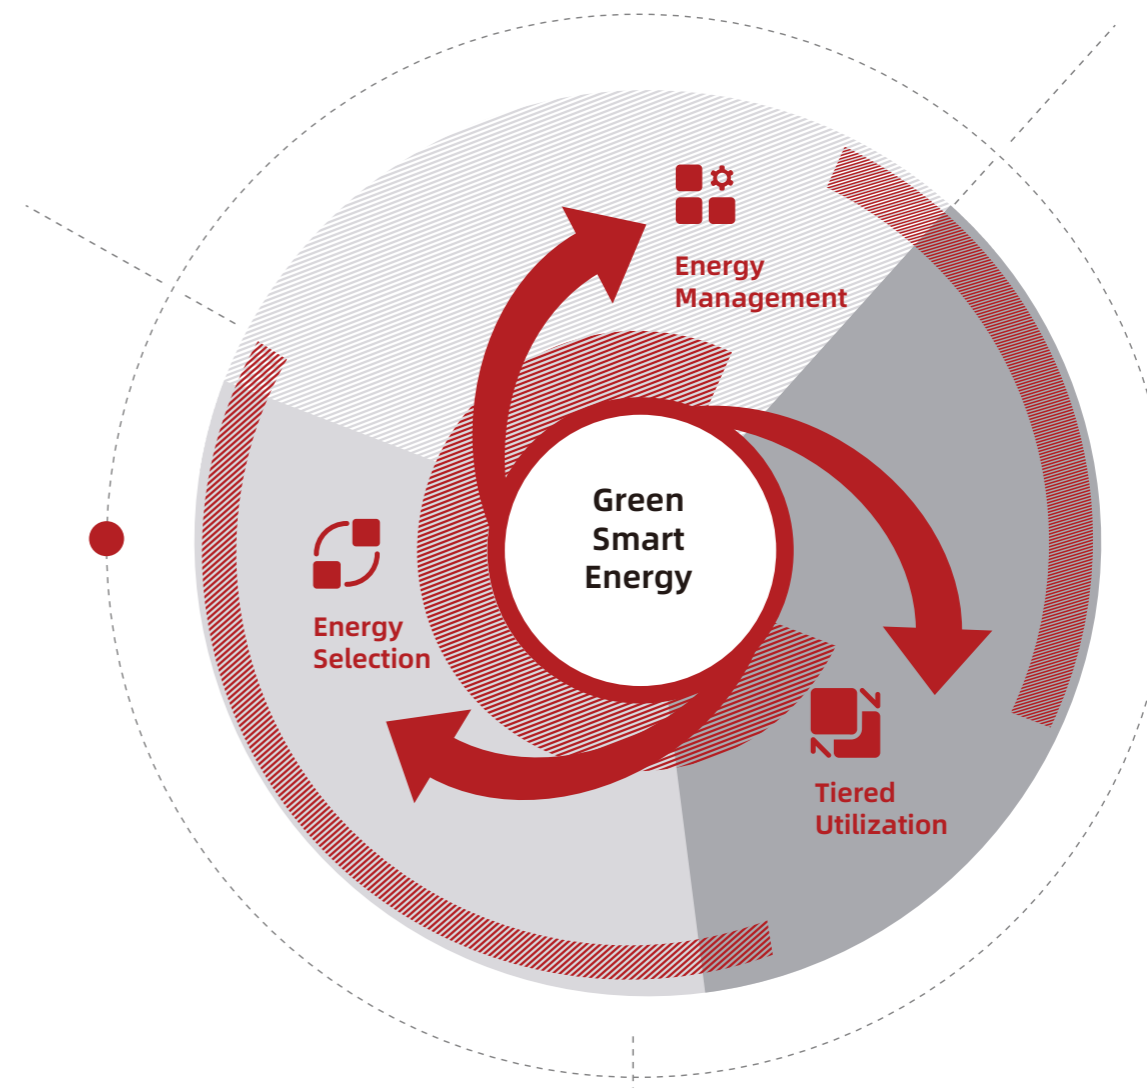 Energy
Management
Green
Smart
Energy
Energy
Selection
Tiered
Utilization